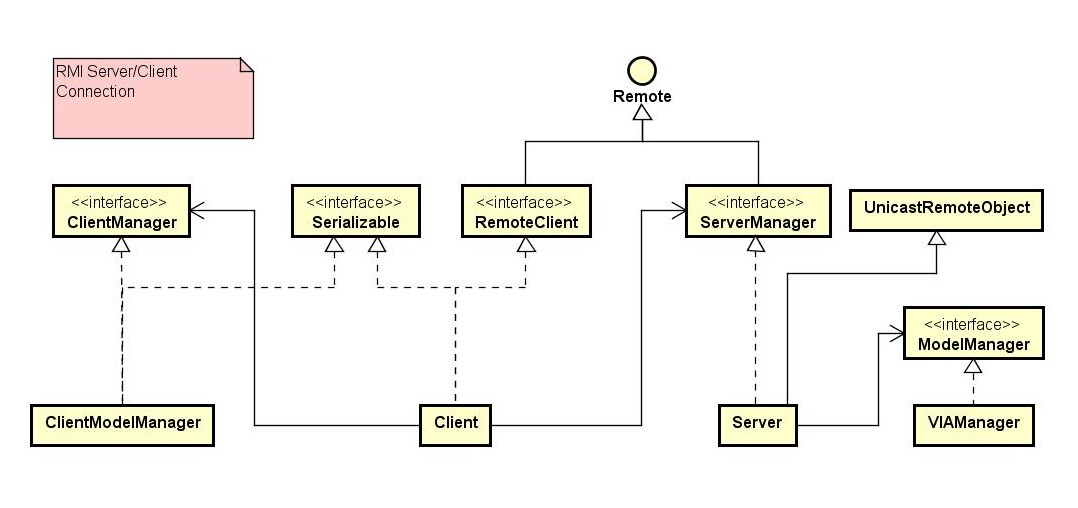 RMI Server/Client
Connection
Remote
<<interface>>
ClientManager
<<interface>>
Serializable
<<interface>>
RemoteClient
<<interface>>
ServerManager
UnicastRemoteObject
<<interface>>
ModelManager
ClientModelManager
Client
Server
VIAManager